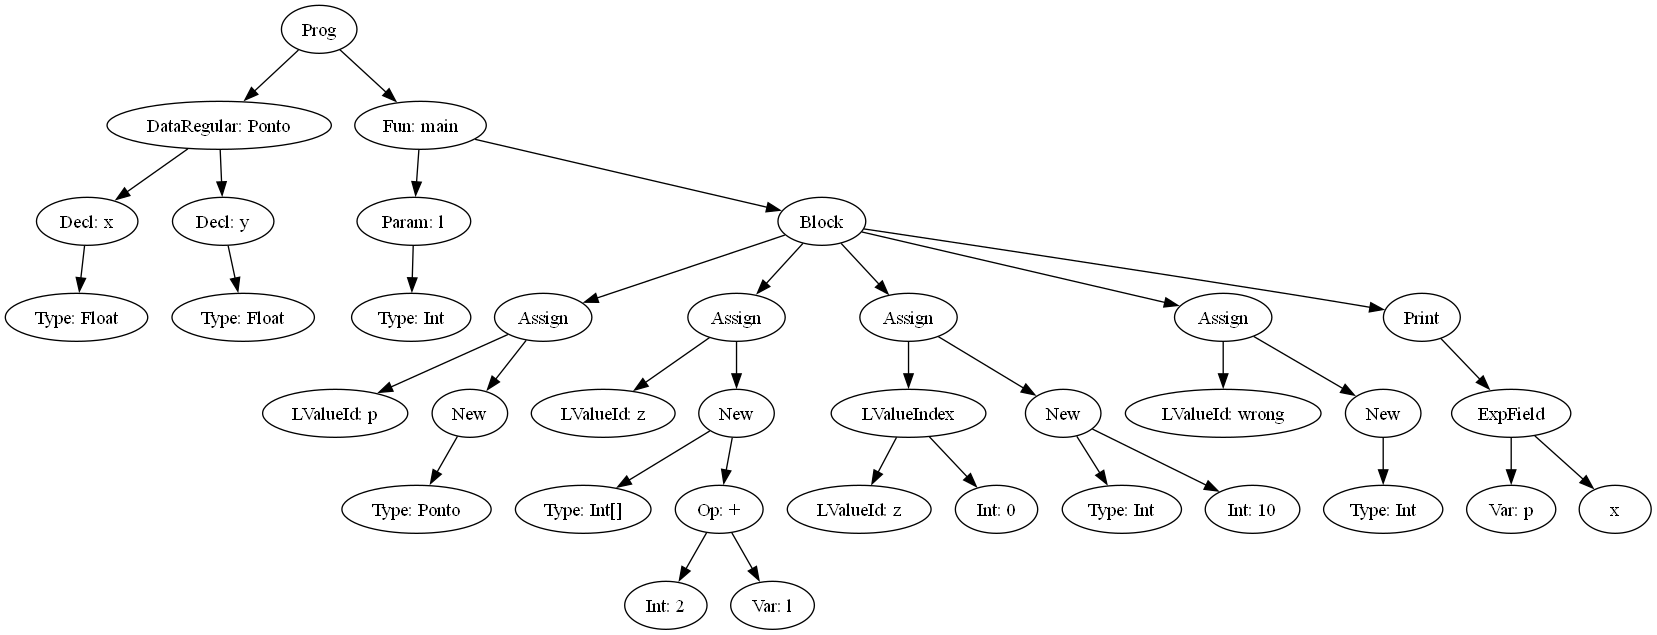 Prog
DataRegular: Ponto
Fun: main
Decl: x
Decl: y
Param: l
Block
Type: Float
Type: Float
Type: Int
Assign
Assign
Assign
Assign
Print
LValueId: p
New
LValueId: z
New
LValueIndex
New
LValueId: wrong
New
ExpField
Type: Ponto
Type: Int[]
Op: +
LValueId: z
Int: 0
Type: Int
Int: 10
Type: Int
Var: p
x
Int: 2
Var: l